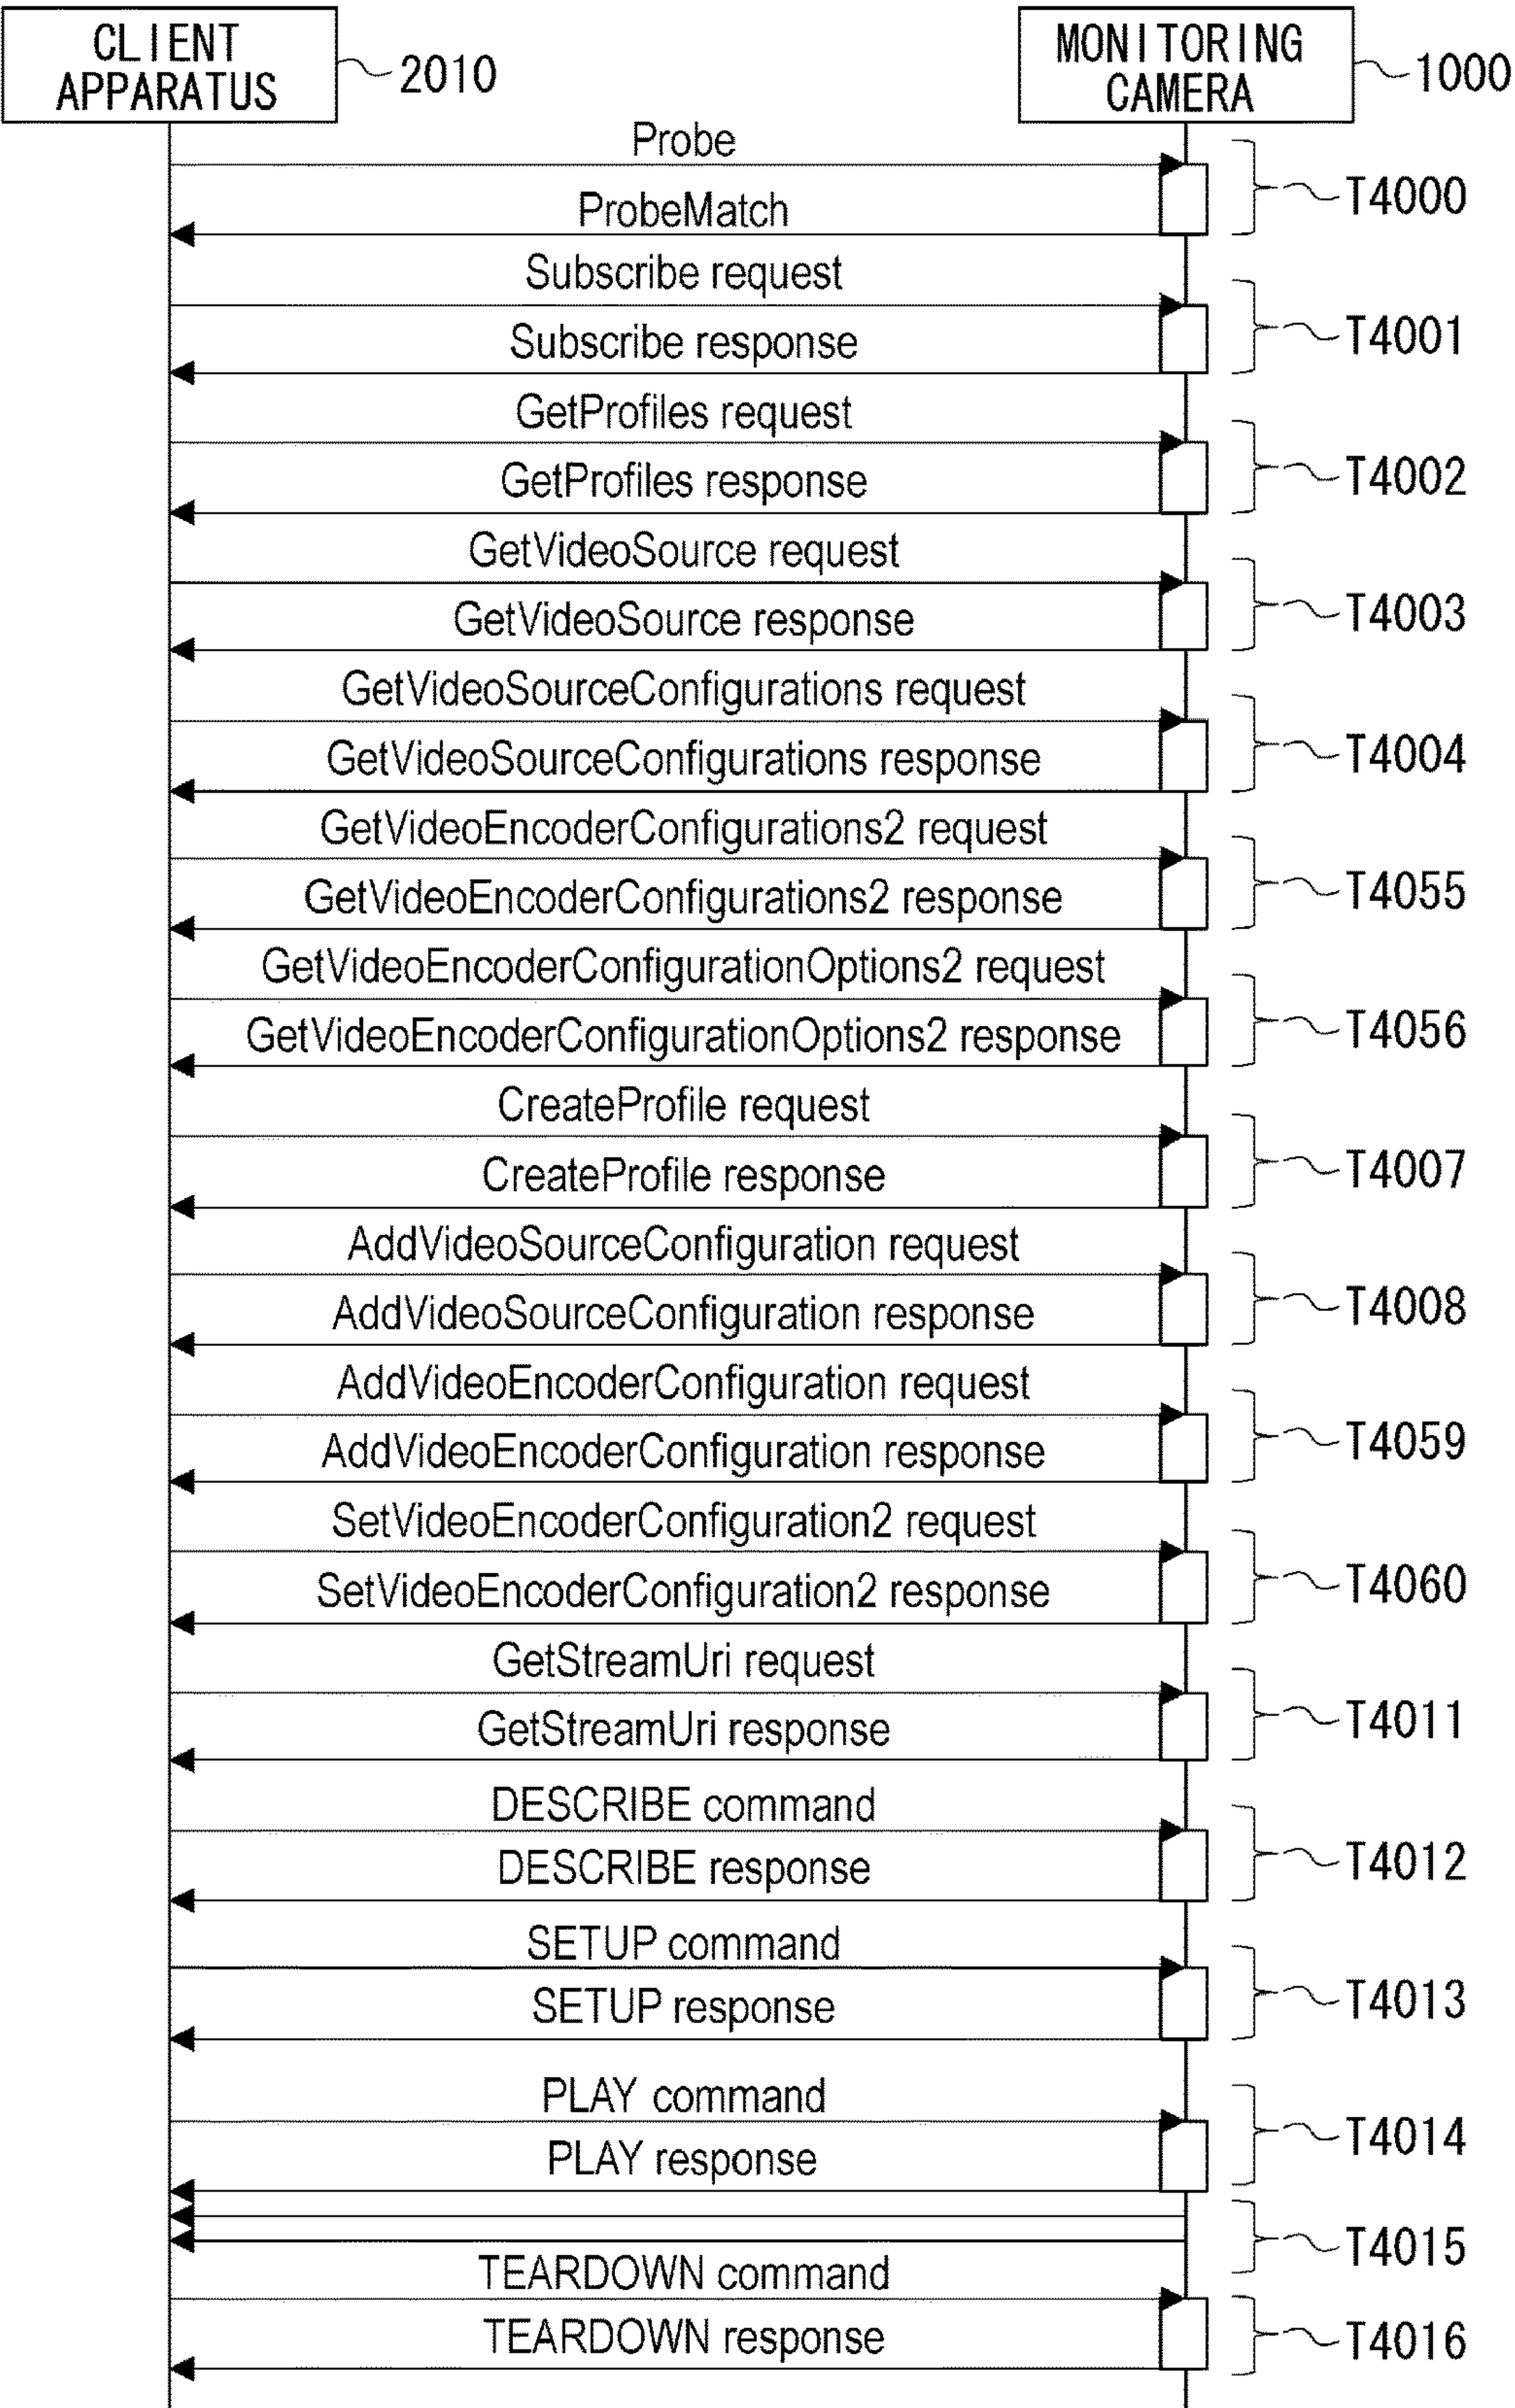 CLIENT
APPARATUS
2010
MONITORING
CAMERA
1000
Probe
ProbeMatch
T4000
Subscribe request
Subscribe response
T4001
GetProfiles request
GetProfiles response
T4002
GetVideoSource request
GetVideoSource response
T4003
GetVideoSourceConfigurations request
GetVideoSourceConfigurations response
T4004
GetVideoEncoderConfigurations2 request
GetVideoEncoderConfigurations2 response
T4055
GetVideoEncoderConfigurationOptions2 request
GetVideoEncoderConfigurationOptions2 response
T4056
CreateProfile request
CreateProfile response
T4007
AddVideoSourceConfiguration request
AddVideoSourceConfiguration response
T4008
AddVideoEncoderConfiguration request
AddVideoEncoderConfiguration response
T4059
SetVideoEncoderConfiguration2 request
SetVideoEncoderConfiguration2 response
T4060
GetStreamUri request
GetStreamUri response
T4011
DESCRIBE command
DESCRIBE response
T4012
SETUP command
SETUP response
T4013
PLAY command
PLAY response
T4014
T4015
TEARDOWN command
TEARDOWN response
T4016